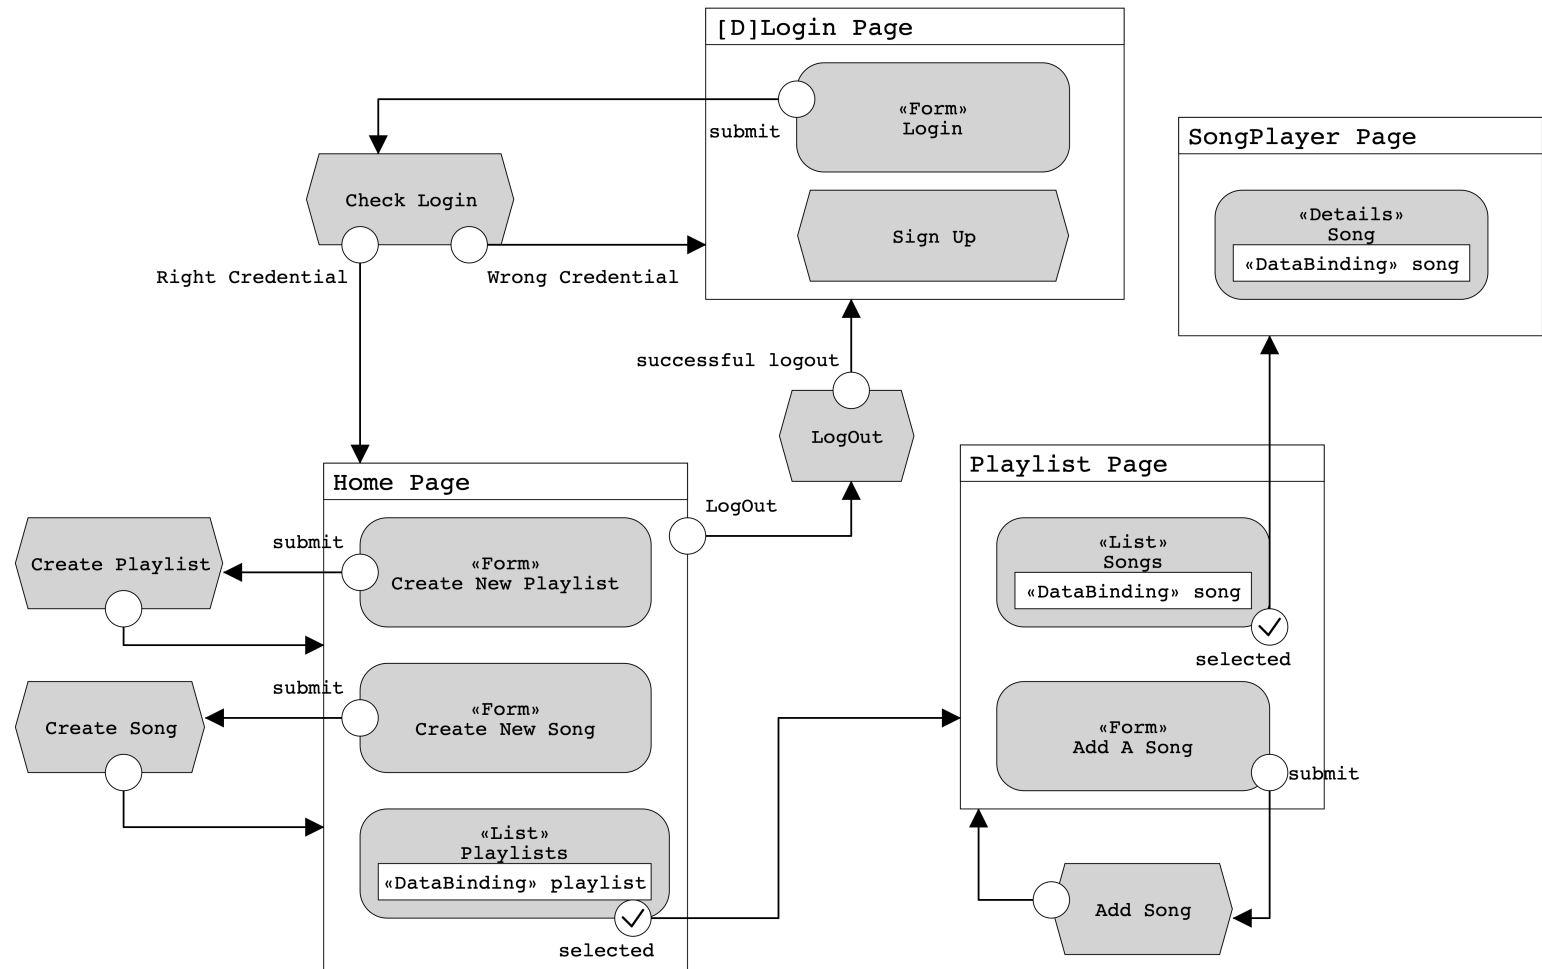 [D]Login Page
«Form»
Login
submit
Sign Up
SongPlayer Page
«Details»
Song
«DataBinding» song
Check Login
Right Credential
Wrong Credential
successful logout
LogOut
LogOut
Home Page
submit
«Form»
Create New Playlist
Create Playlist
submit
«Form»
Create New Song
Create Song
«List»
Playlists
«DataBinding» playlist
selected
Playlist Page
«List»
Songs
«DataBinding» song
selected
«Form»
Add A Song
submit
Add Song